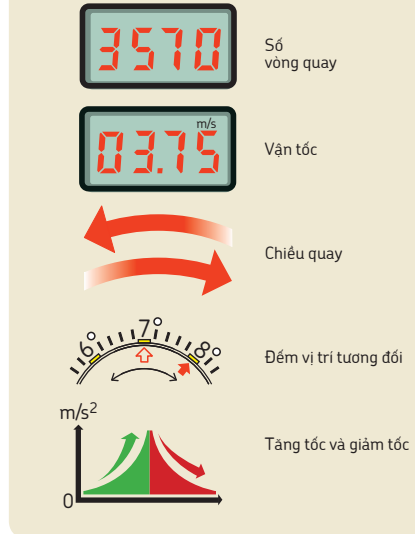 3570
Số
vòng quay
m/s
03.75
Vận tốc
Chiều quay
6° 7° 8°
Đếm vị trí tương đối
m/s²
0
Tăng tốc và giảm tốc